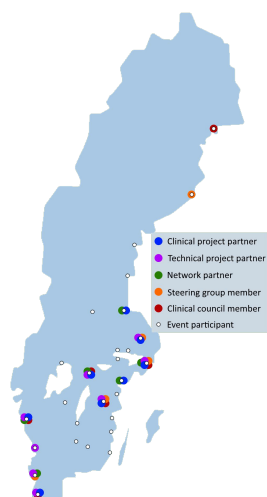 Clinical project partner
Technical project partner
Network partner
Steering group member
Clinical council member
Event participant